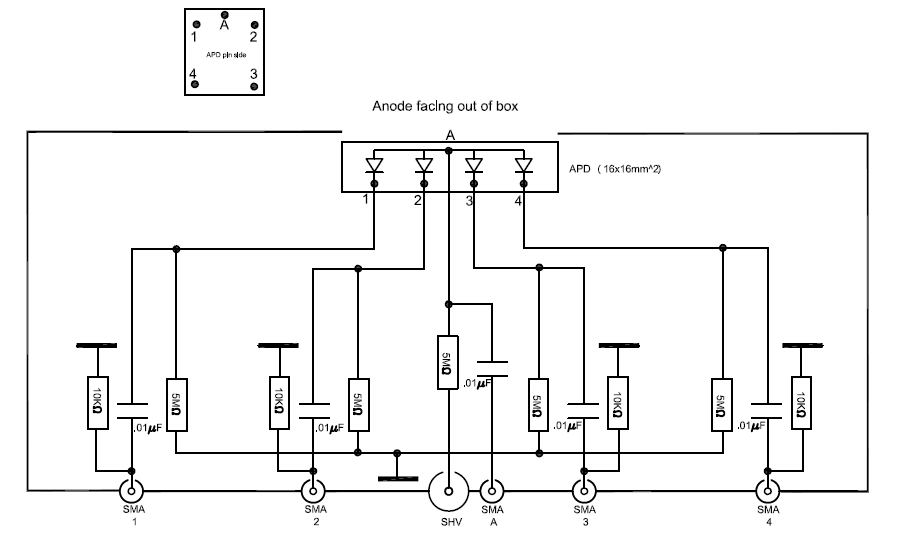 A
1 2
APD pin side
4 3
Anode facing out of box
A
APD ( 16x16mm^2)
1 2 3 4
10KΩ .01μF 5MΩ 10KΩ .01μF 5MΩ 5MΩ .01μF 5MΩ .01μF 10KΩ 5MΩ .01μF 10KΩ
SMA SMA SHV SMA SMA SMA
1 2 A 3 4